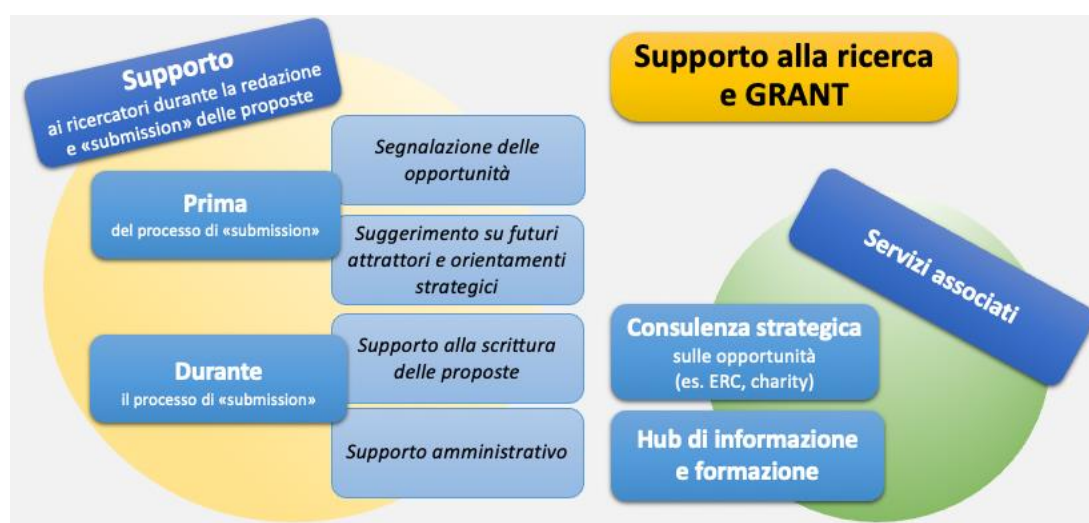 Supporto
ai ricercatori durante la redazione
e «submission» delle proposte
Supporto alla ricerca
e GRANT
Prima
del processo di «submission»
Segnalazione delle
opportunità
Suggerimento su futuri
attrattori e orientamenti
strategici
Durante
il processo di «submission»
Supporto alla scrittura
delle proposte
Supporto amministrativo
Servizi associati
Consulenza strategica
sulle opportunità
(es. ERC, charity)
Hub di informazione
e formazione